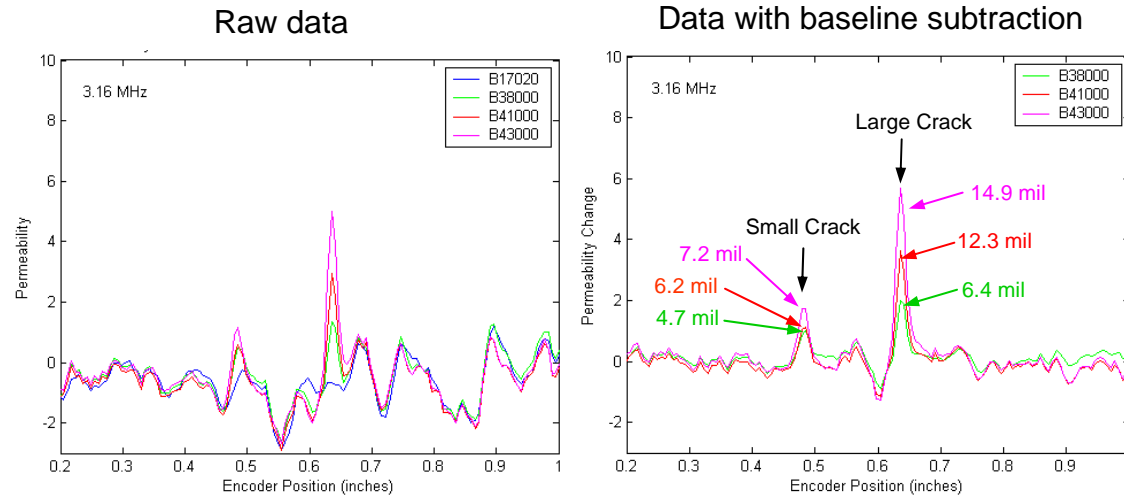 Raw data
10
8
6
4
2
0
-2
3.16 MHz
B17020
B38000
B41000
B43000
Permeability
0.2 0.3 0.4 0.5 0.6 0.7 0.8 0.9 1
Encoder Position (inches)
Data with baseline subtraction
10
8
6
4
2
0
-2
3.16 MHz
B38000
B41000
B43000
Large Crack
14.9 mil
Small Crack
7.2 mil
12.3 mil
6.2 mil
6.4 mil
4.7 mil
Permeability Change
0.2 0.3 0.4 0.5 0.6 0.7 0.8 0.9
Encoder Position (inches)